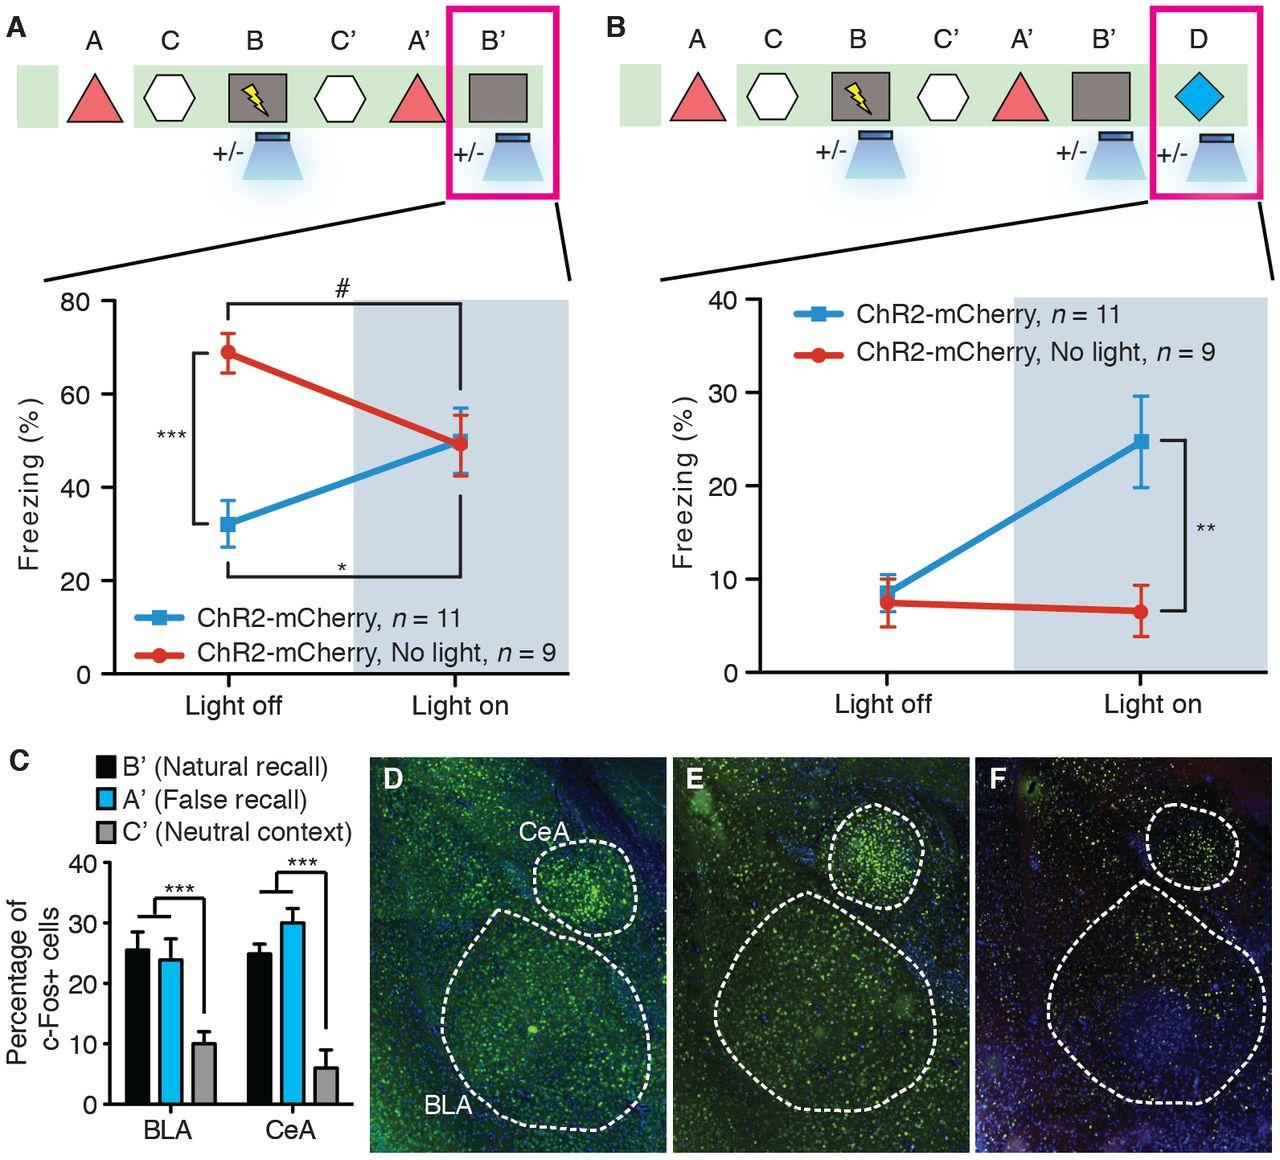 A
A C B C’ A’ B’
+/- +/-
#
80
60
40
20
0
***
*
Freezing (%)
ChR2-mCherry, n = 11
ChR2-mCherry, No light, n = 9
Light off Light on
B
A C B C’ A’ B’ D
+/- +/- +/-
ChR2-mCherry, n = 11
ChR2-mCherry, No light, n = 9
40
30
20
10
0
**
Freezing (%)
Light off Light on
C
B’ (Natural recall)
A’ (False recall)
C’ (Neutral context)
40
30
20
10
0
*** ***
Percentage of
c-Fos+ cells
BLA CeA
D
CeA
BLA
E
F